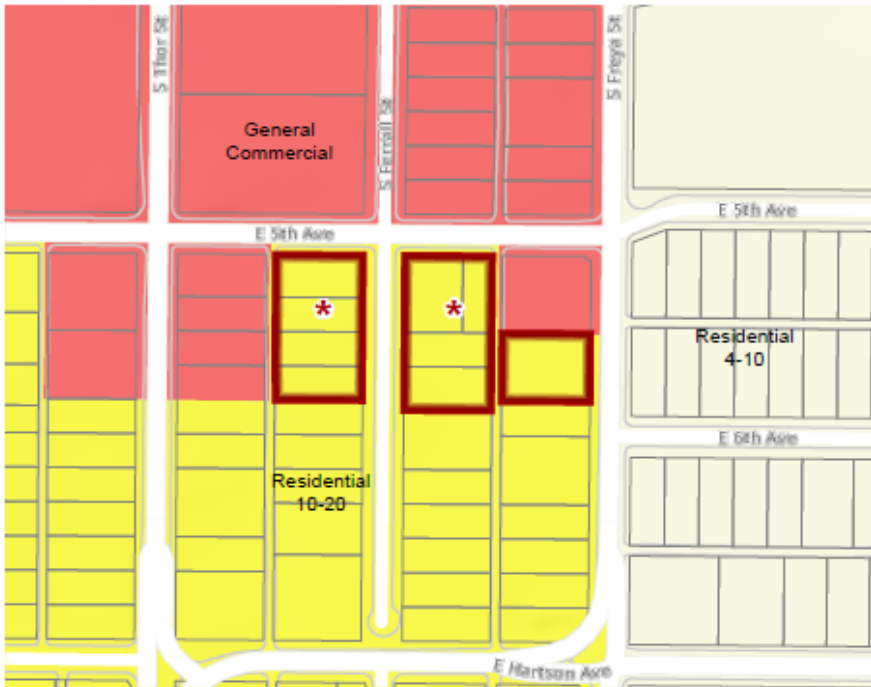 S Thor St
S Freya St
General
Commercial
S Ferrall St
E 5th Ave
E 5th Ave
*
*
Residential
4-10
E 6th Ave
Residential
10-20
E Hartson Ave